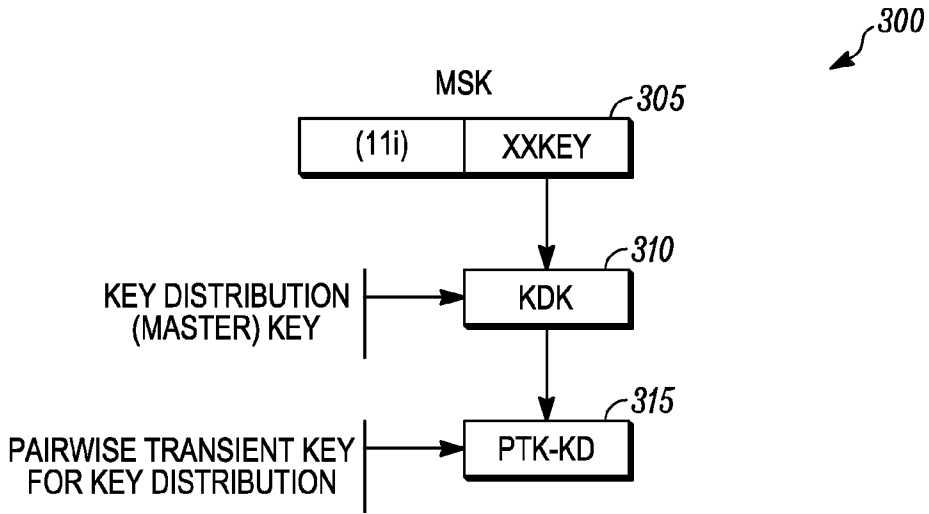 300
MSK
305
(11i) XXKEY
310
KEY DISTRIBUTION
(MASTER) KEY
KDK
315
PAIRWISE TRANSIENT KEY
FOR KEY DISTRIBUTION
PTK-KD